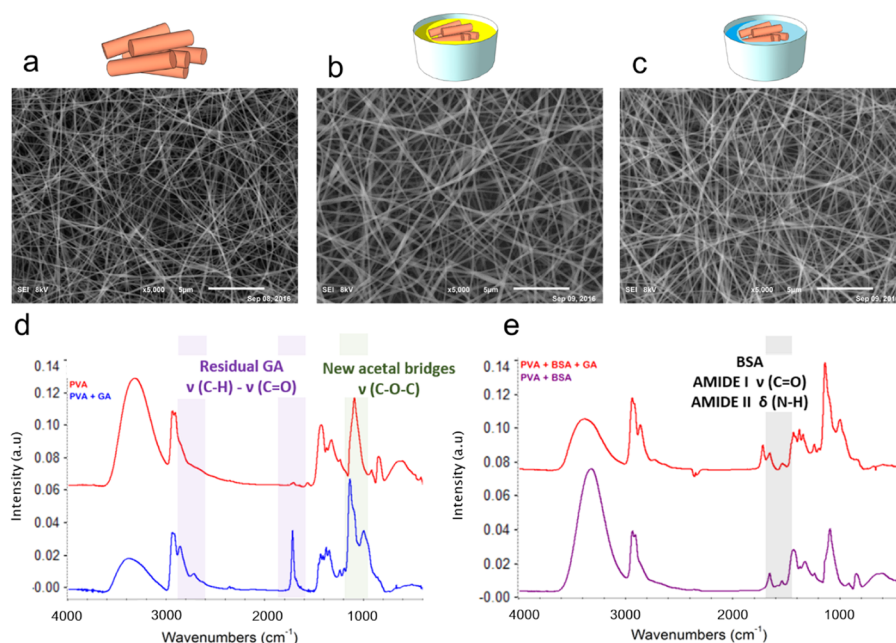 a
b
c
SEI 8kV x5,000 5µm Sep 08, 2016
SEI 8kV x5,000 5µm Sep 09, 2016
SEI 8kV x5,000 5µm Sep 09, 2016
d
Residual GA
ν (C-H) - ν (C=O)
New acetal bridges
ν (C-O-C)
PVA
PVA + GA
Intensity (a.u)
0.14
0.12
0.10
0.08
0.06
0.04
0.02
-0.00
4000
3000
2000
1000
Wavenumbers (cm⁻¹)
e
PVA + BSA + GA
PVA + BSA
BSA
AMIDE I ν (C=O)
AMIDE II δ (N-H)
Intensity (a.u)
0.14
0.12
0.10
0.08
0.06
0.04
0.02
0.00
4000
3000
2000
1000
Wavenumbers (cm⁻¹)